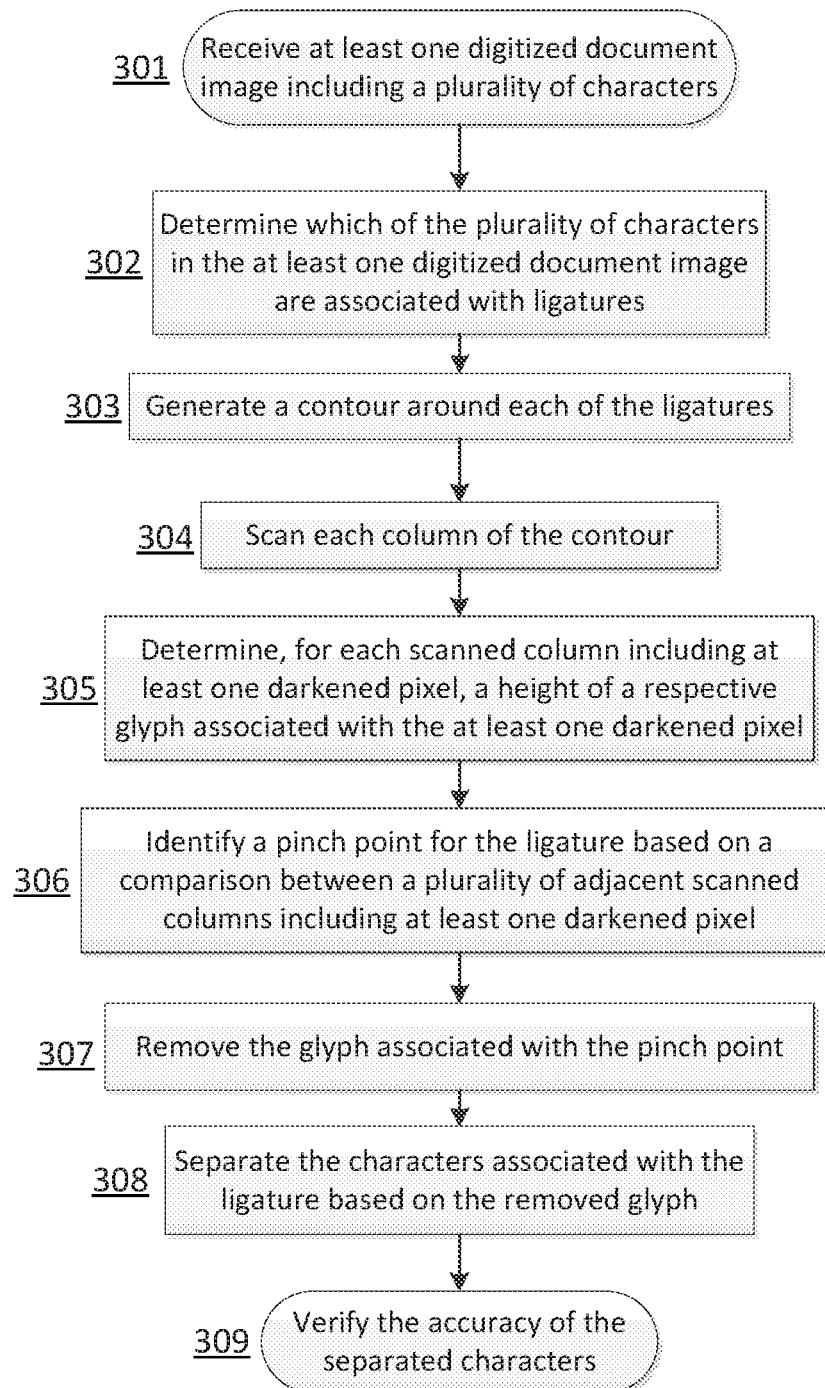 301
Receive at least one digitized document
image including a plurality of characters
302
Determine which of the plurality of characters
in the at least one digitized document image
are associated with ligatures
303
Generate a contour around each of the ligatures
304
Scan each column of the contour
305
Determine, for each scanned column including at
least one darkened pixel, a height of a respective
glyph associated with the at least one darkened pixel
306
Identify a pinch point for the ligature based on a
comparison between a plurality of adjacent scanned
columns including at least one darkened pixel
307
Remove the glyph associated with the pinch point
308
Separate the characters associated with the
ligature based on the removed glyph
309
Verify the accuracy of the
separated characters